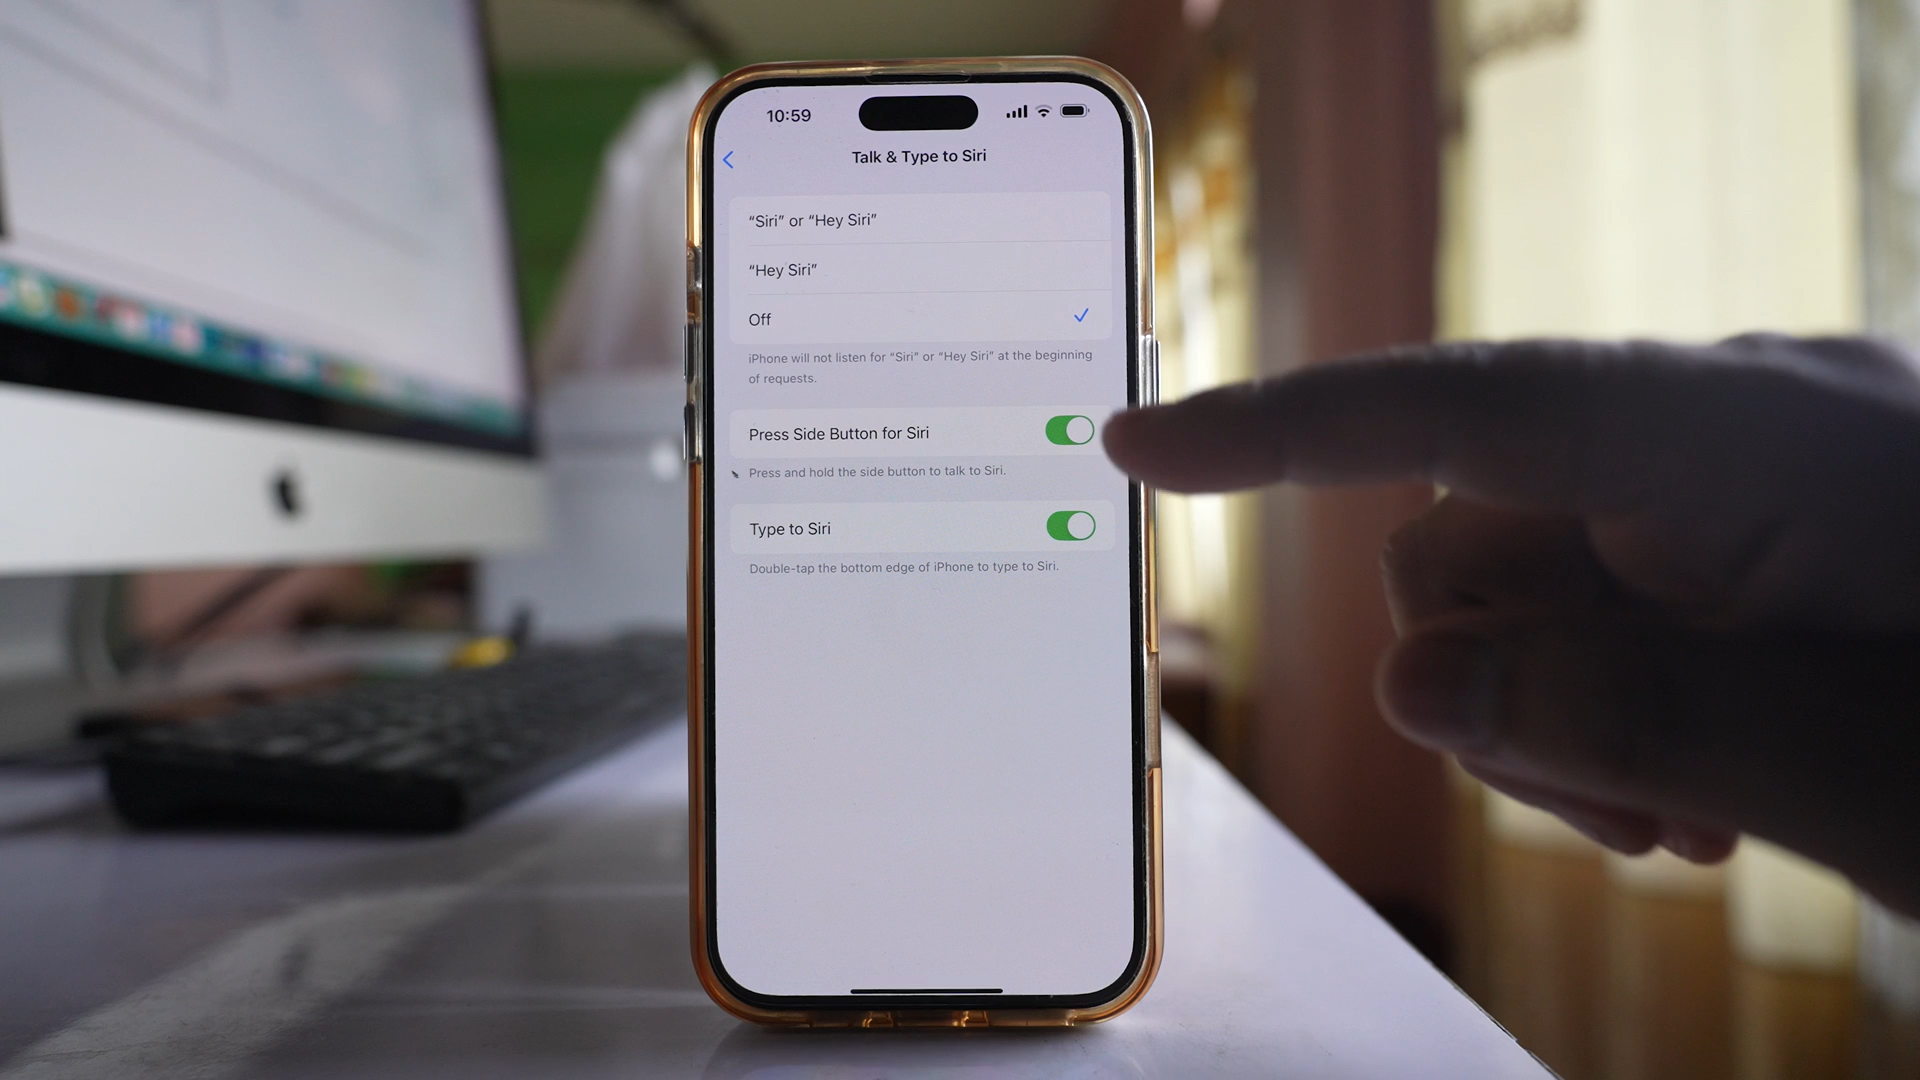 10:59
Talk & Type to Siri
“Siri” or “Hey Siri”
“Hey Siri”
Off
iPhone will not listen for “Siri” or “Hey Siri” at the beginning
of requests.
Press Side Button for Siri
Press and hold the side button to talk to Siri.
Type to Siri
Double-tap the bottom edge of iPhone to type to Siri.